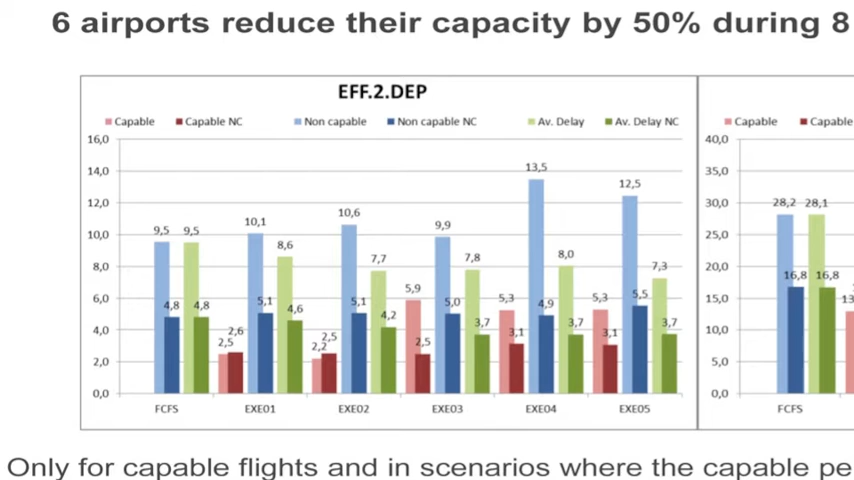 6 airports reduce their capacity by 50% during 8
EFF.2.DEP
Capable Capable NC Non capable Non capable NC Av. Delay Av. Delay NC
16,0
14,0
12,0
10,0
8,0
6,0
4,0
2,0
0,0
9,5 9,5 4,8 4,8
10,1 8,6 5,1 4,6 2,5 2,6
10,6 7,7 5,1 4,2 2,2 2,5
9,9 7,8 5,9 5,0 3,7 2,5
13,5 8,0 5,3 4,9 3,7 3,1
12,5 7,3 5,3 5,5 3,7 3,1
FCFS EXE01 EXE02 EXE03 EXE04 EXE05
Capable Capable
40,0
35,0
30,0
25,0
20,0
15,0
10,0
5,0
0,0
28,2 28,1
16,8 16,8
13
FCFS
Only for capable flights and in scenarios where the capable pe